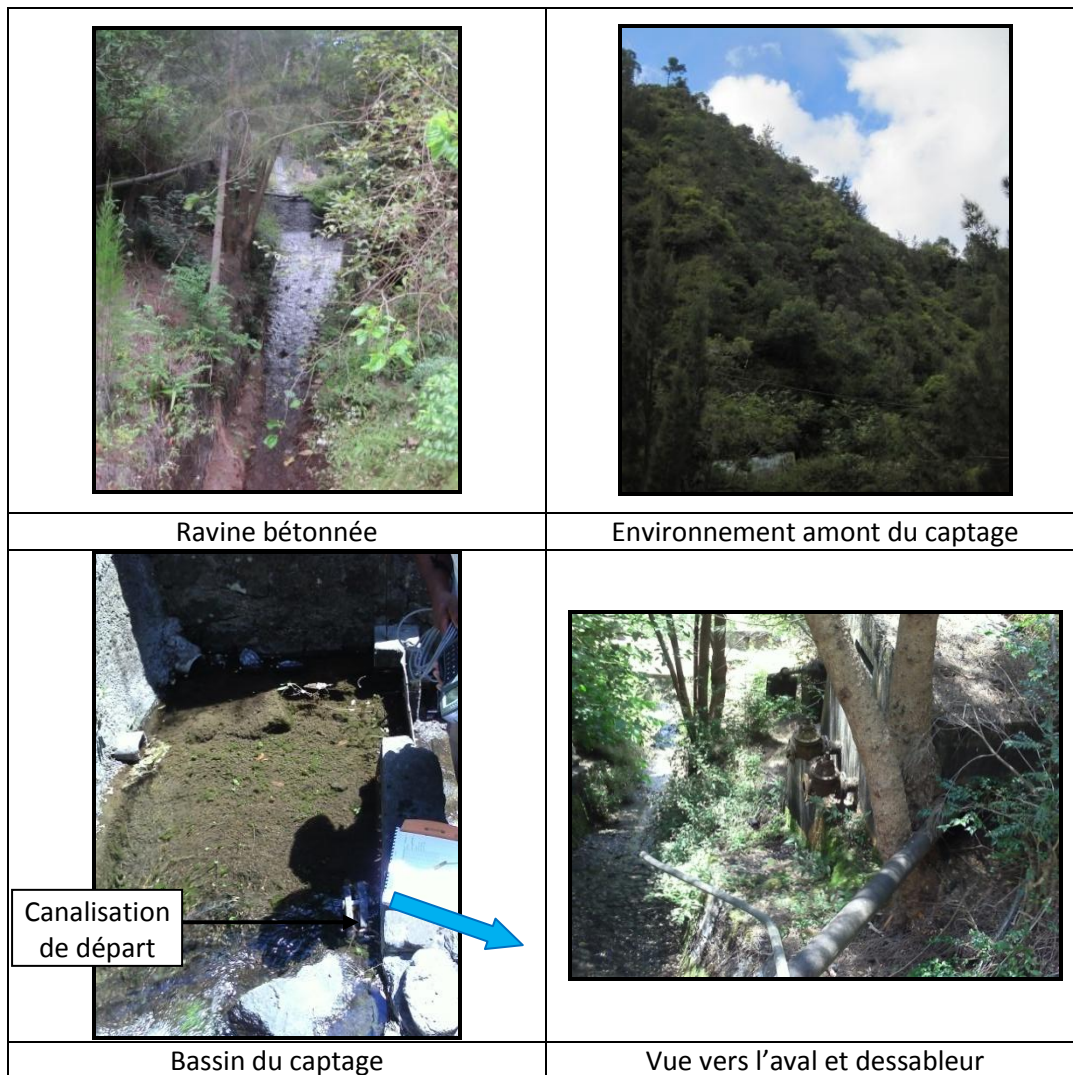 Ravine bétonnée
Environnement amont du captage
Canalisation
de départ
Bassin du captage
Vue vers l'aval et dessableur